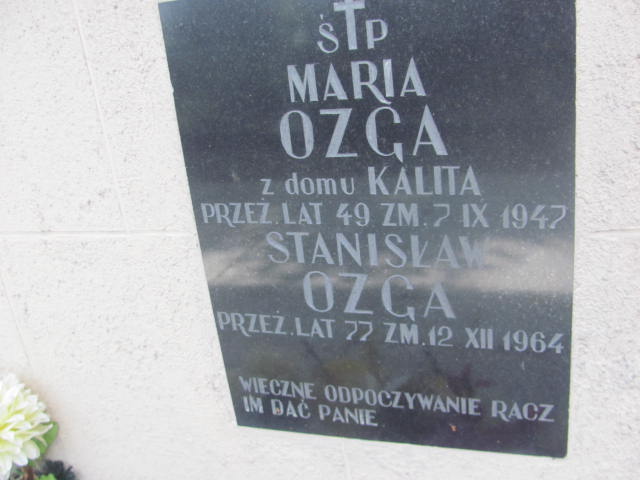 Ś†P
MARIA
OZGA
z domu KALITA
PRZEŻ. LAT 49 ZM. 7 IX 1947
STANISŁAW
OZGA
PRZEŻ. LAT 77 ZM. 12 XII 1964
WIECZNE ODPOCZYWANIE RACZ
IM DAĆ PANIE